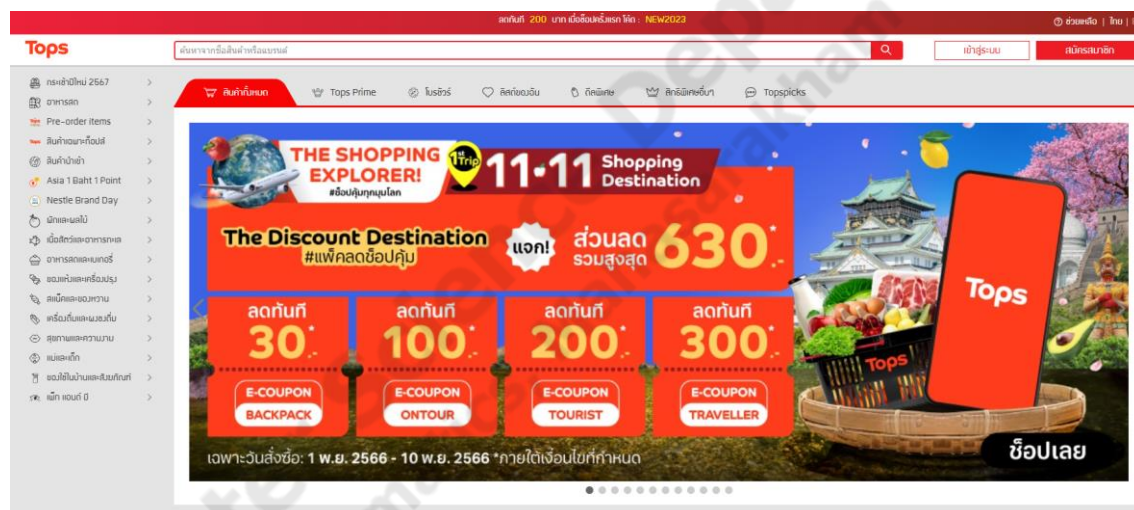 ลดทันที 200 บาท เมื่อช้อปครั้งแรก โค้ด : NEW2023
ช่วยเหลือ | ไทย |
Tops
ค้นหาจากชื่อสินค้าหรือแบรนด์
เข้าสู่ระบบ
สมัครสมาชิก
สินค้าทั้งหมด
Tops Prime
โบรชัวร์
ลิสต์ของฉัน
ดีลพิเศษ
สิทธิพิเศษอื่นๆ
Topspicks
กระเช้าปีใหม่ 2567
อาหารสด
Pre-order items
สินค้าเฉพาะที่ท็อปส์
สินค้านำเข้า
Asia 1 Baht 1 Point
Nestle Brand Day
ผักและผลไม้
เนื้อสัตว์และอาหารทะเล
อาหารสดและเบเกอรี่
ของแห้งและเครื่องปรุง
สแน็คและของหวาน
เครื่องดื่มและผงชงดื่ม
สุขภาพและความงาม
แม่และเด็ก
ของใช้ในบ้านและสัมภัณฑ์
เพ็ท แอนด์ มี
THE SHOPPING
EXPLORER!
#ช้อปคุ้มทุกมุมโลก
1st Trip
11•11 Shopping
Destination
The Discount Destination
#แพ็คลดช็อปคุ้ม
แจก!
ส่วนลด
รวมสูงสุด
630.-*
ลดทันที
30.-*
E-COUPON
BACKPACK
ลดทันที
100.-*
E-COUPON
ONTOUR
ลดทันที
200.-*
E-COUPON
TOURIST
ลดทันที
300.-*
E-COUPON
TRAVELLER
Tops
Tops
เฉพาะวันสั่งซื้อ: 1 พ.ย. 2566 - 10 พ.ย. 2566 *ภายใต้เงื่อนไขที่กำหนด
ช็อปเลย